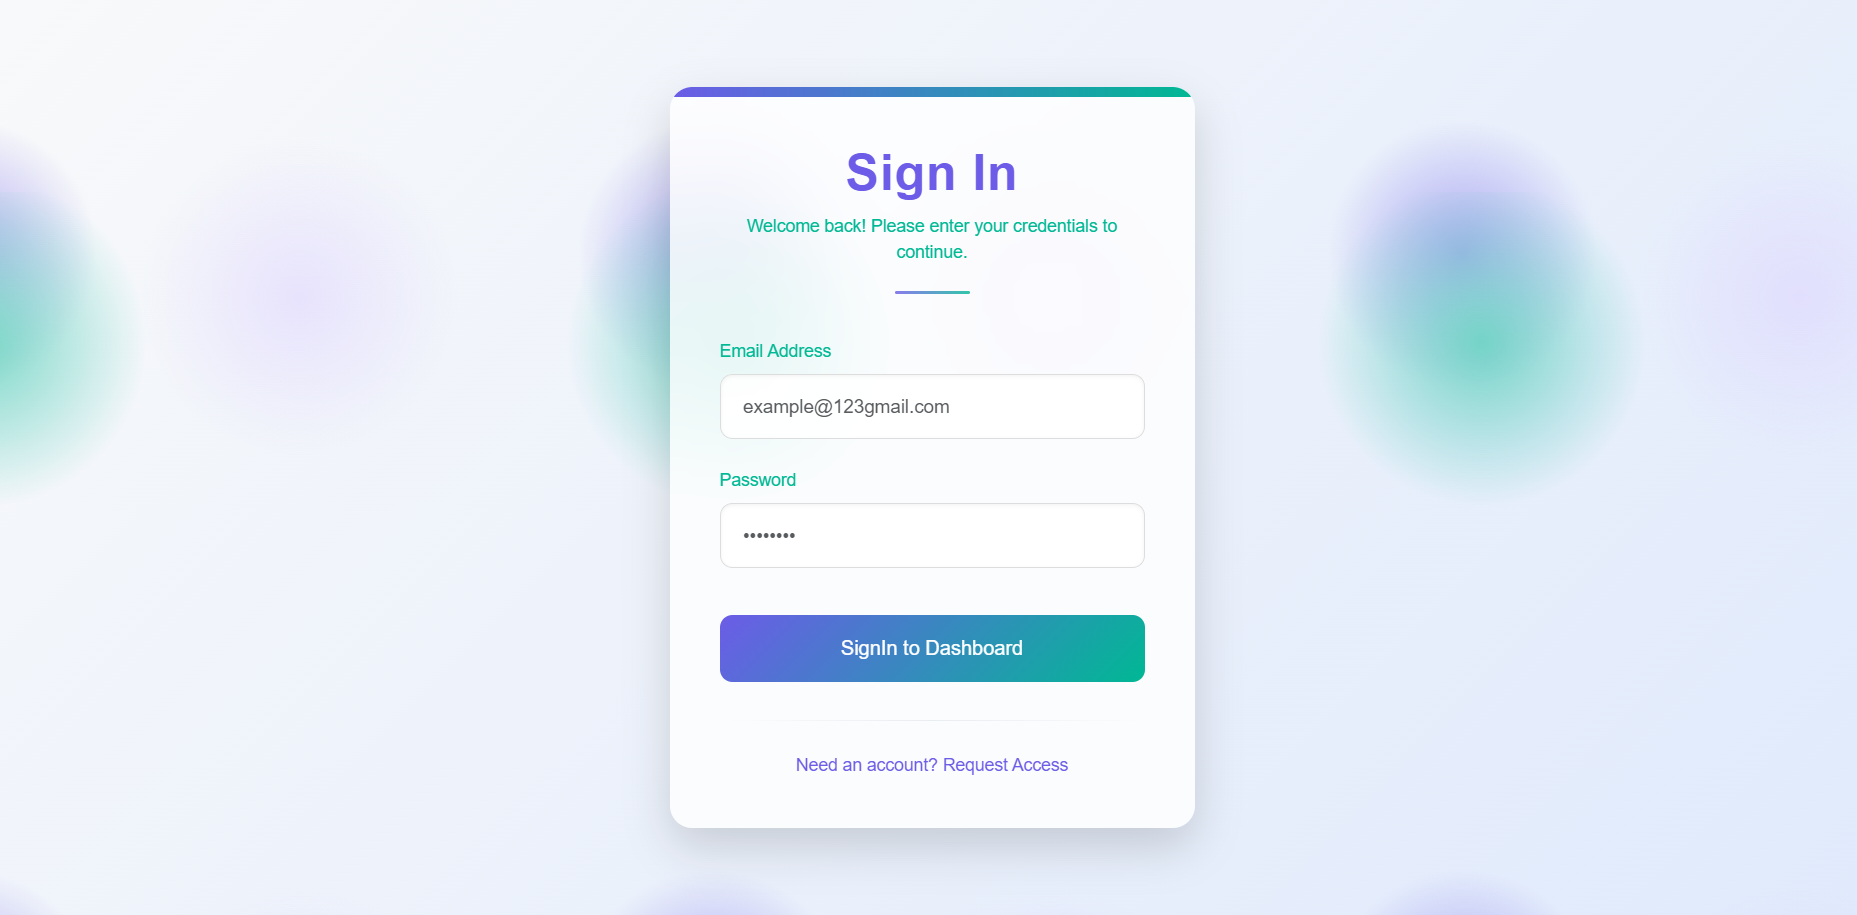 Sign In
Welcome back! Please enter your credentials to
continue.
Email Address
example@123gmail.com
Password
••••••••
SignIn to Dashboard
Need an account? Request Access